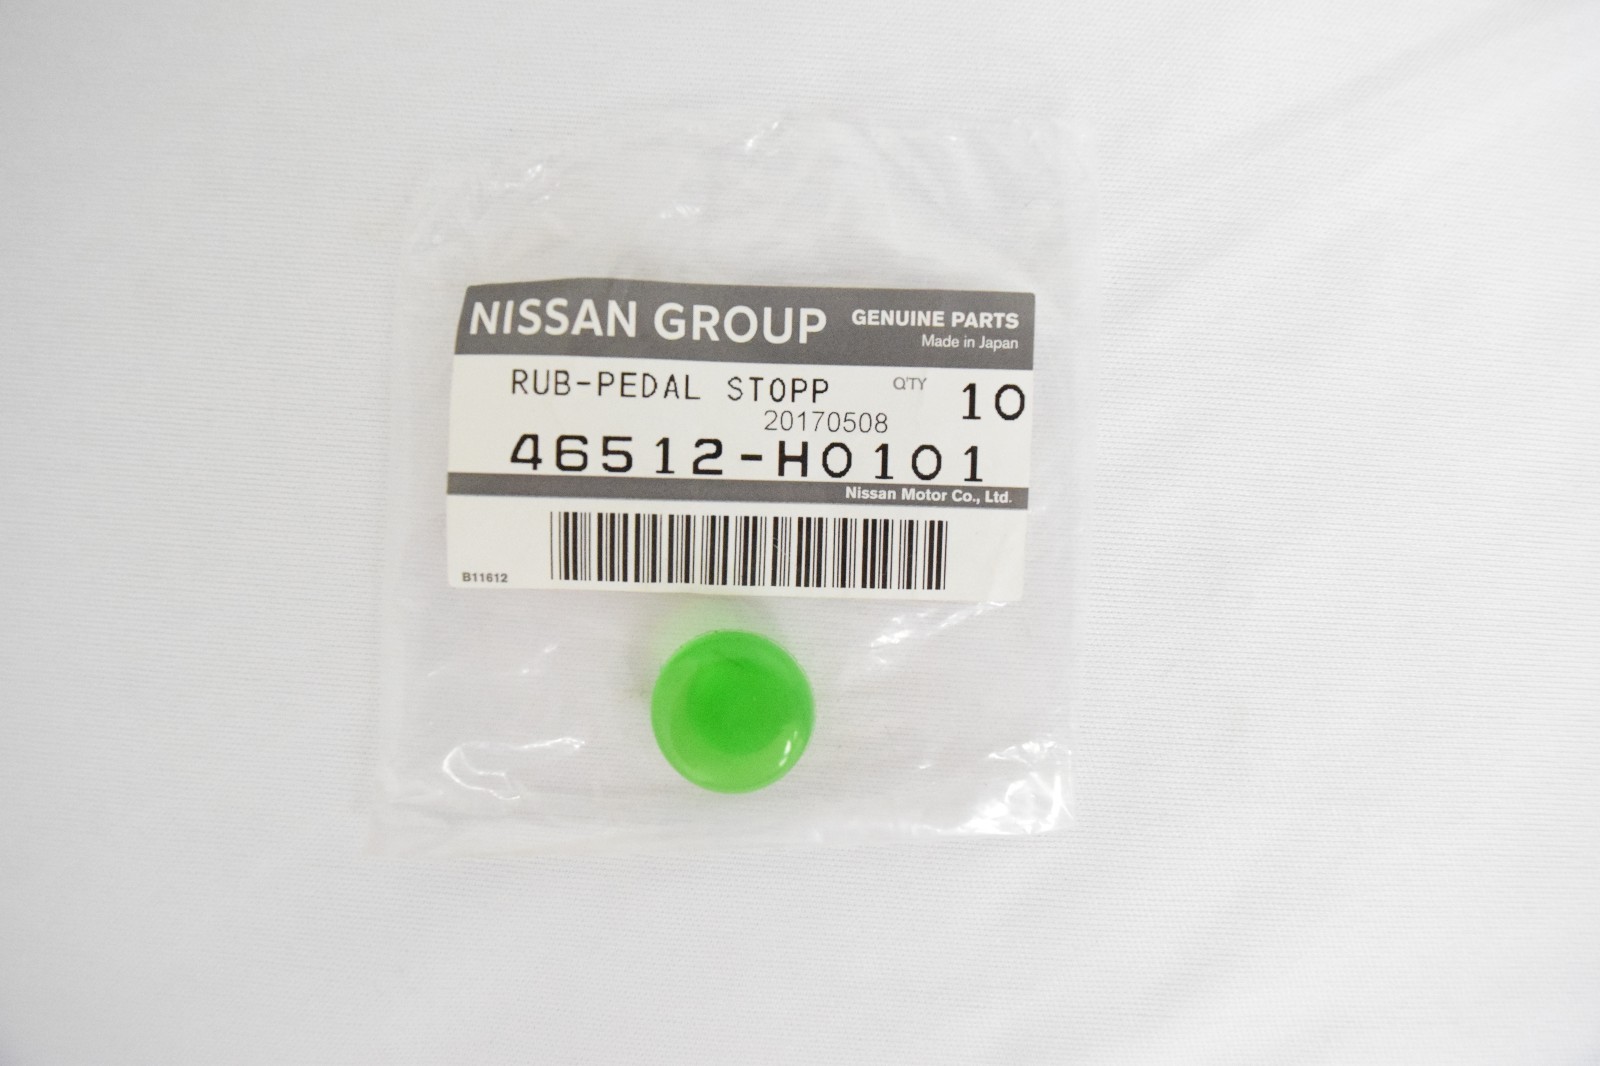 NISSAN GROUP GENUINE PARTS
Made in Japan
RUB-PEDAL STOPP Q'TY 10
20170508
46512-H0101
Nissan Motor Co., Ltd.
B11612